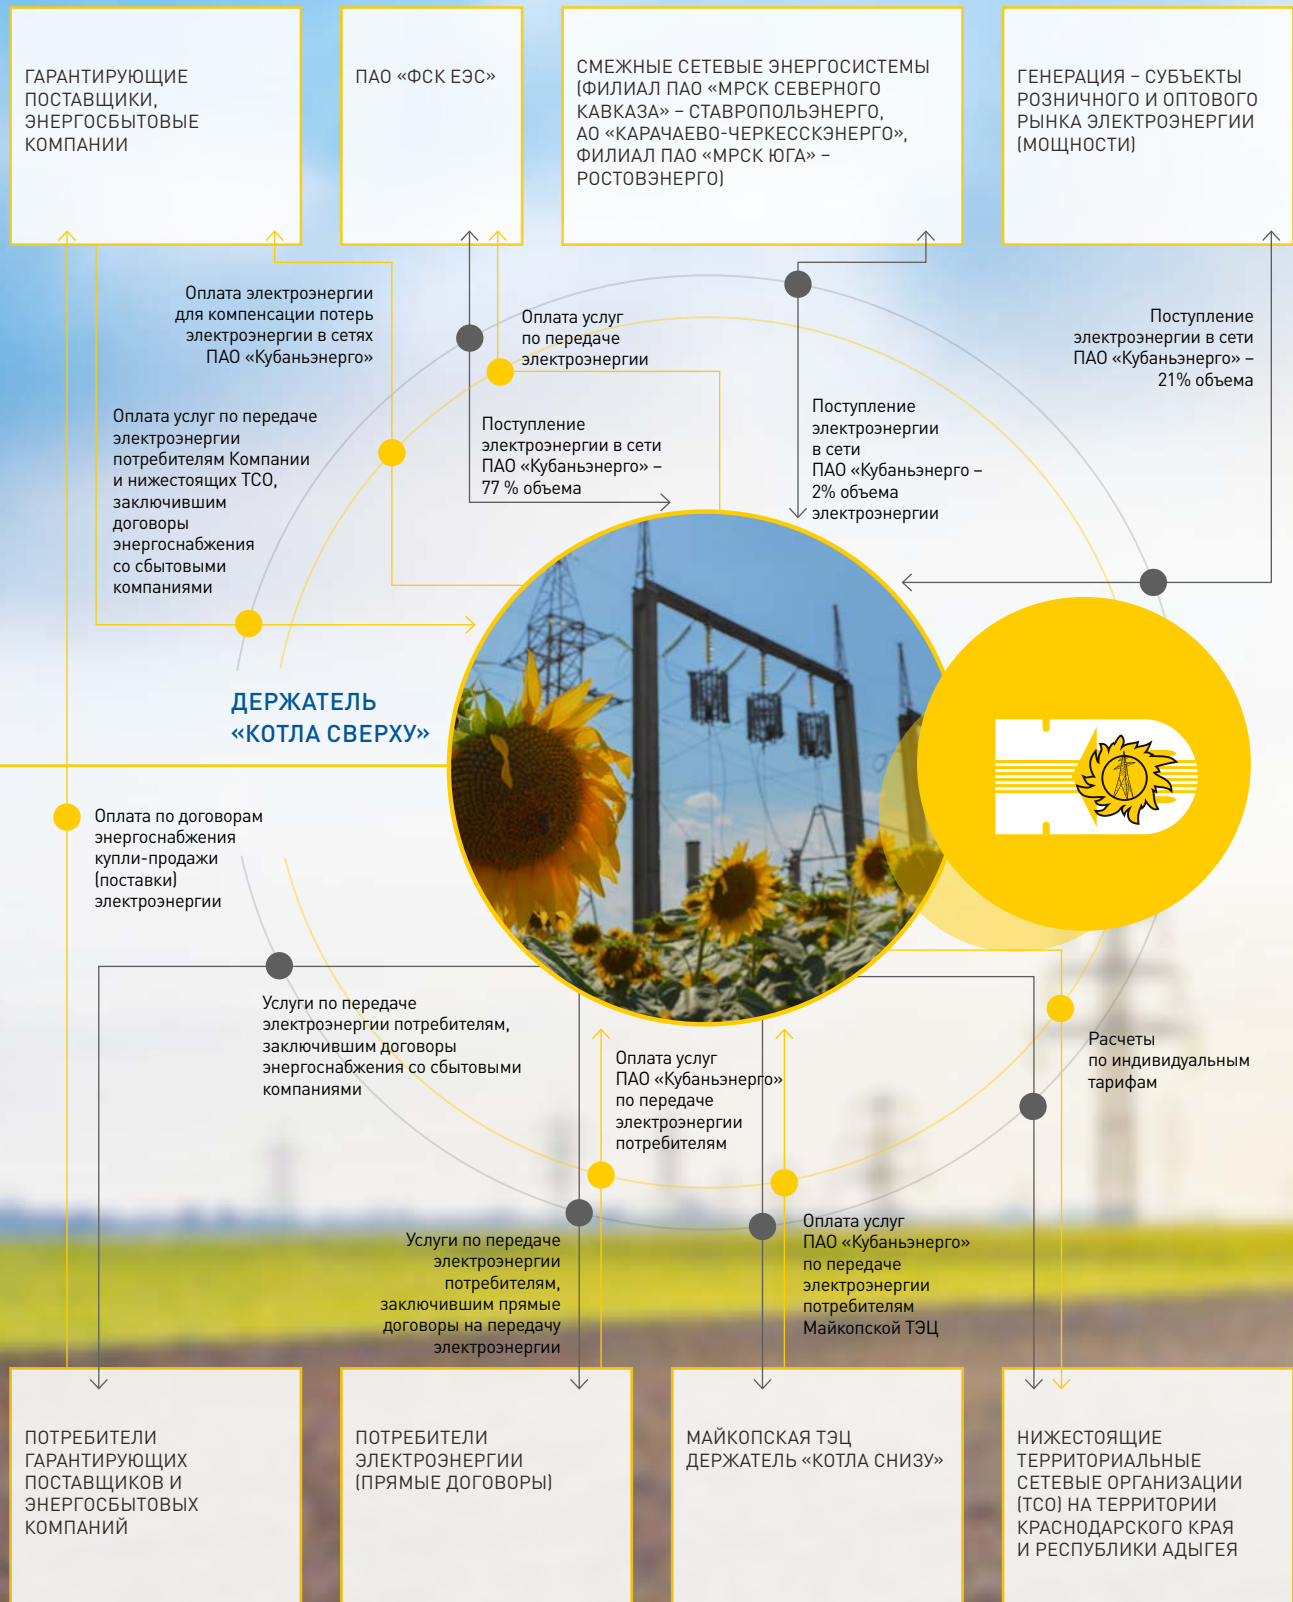 ГАРАНТИРУЮЩИЕ
ПОСТАВЩИКИ,
ЭНЕРГОСБЫТОВЫЕ
КОМПАНИИ
ПАО «ФСК ЕЭС»
СМЕЖНЫЕ СЕТЕВЫЕ ЭНЕРГОСИСТЕМЫ
(ФИЛИАЛ ПАО «МРСК СЕВЕРНОГО
КАВКАЗА» – СТАВРОПОЛЬЭНЕРГО,
АО «КАРАЧАЕВО-ЧЕРКЕССКЭНЕРГО»,
ФИЛИАЛ ПАО «МРСК ЮГА» –
РОСТОВЭНЕРГО)
ГЕНЕРАЦИЯ – СУБЪЕКТЫ
РОЗНИЧНОГО И ОПТОВОГО
РЫНКА ЭЛЕКТРОЭНЕРГИИ
(МОЩНОСТИ)
Оплата электроэнергии
для компенсации потерь
электроэнергии в сетях
ПАО «Кубаньэнерго»
Оплата услуг
по передаче
электроэнергии
Поступление
электроэнергии в сети
ПАО «Кубаньэнерго» –
21% объема
Оплата услуг по передаче
электроэнергии
потребителям Компании
и нижестоящих ТСО,
заключившим
договоры
энергоснабжения
со сбытовыми
компаниями
Поступление
электроэнергии в сети
ПАО «Кубаньэнерго» –
77 % объема
Поступление
электроэнергии
в сети
ПАО «Кубаньэнерго –
2% объема
электроэнергии
ДЕРЖАТЕЛЬ
«КОТЛА СВЕРХУ»
Оплата по договорам
энергоснабжения
купли-продажи
(поставки)
электроэнергии
Услуги по передаче
электроэнергии потребителям,
заключившим договоры
энергоснабжения со сбытовыми
компаниями
Оплата услуг
ПАО «Кубаньэнерго»
по передаче
электроэнергии
потребителям
Расчеты
по индивидуальным
тарифам
Услуги по передаче
электроэнергии
потребителям,
заключившим прямые
договоры на передачу
электроэнергии
Оплата услуг
ПАО «Кубаньэнерго»
по передаче
электроэнергии
потребителям
Майкопской ТЭЦ
ПОТРЕБИТЕЛИ
ГАРАНТИРУЮЩИХ
ПОСТАВЩИКОВ И
ЭНЕРГОСБЫТОВЫХ
КОМПАНИЙ
ПОТРЕБИТЕЛИ
ЭЛЕКТРОЭНЕРГИИ
(ПРЯМЫЕ ДОГОВОРЫ)
МАЙКОПСКАЯ ТЭЦ
ДЕРЖАТЕЛЬ «КОТЛА СНИЗУ»
НИЖЕСТОЯЩИЕ
ТЕРРИТОРИАЛЬНЫЕ
СЕТЕВЫЕ ОРГАНИЗАЦИИ
(ТСО) НА ТЕРРИТОРИИ
КРАСНОДАРСКОГО КРАЯ
И РЕСПУБЛИКИ АДЫГЕЯ